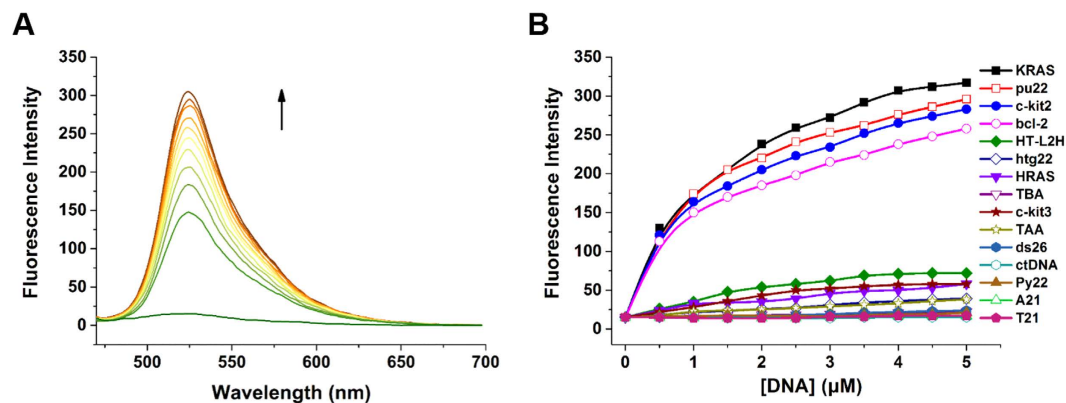 A
350
300
250
200
150
100
50
0
Fluorescence Intensity
500
550
600
650
700
Wavelength (nm)
B
350
300
250
200
150
100
50
0
Fluorescence Intensity
0
1
2
3
4
5
[DNA] (μM)
KRAS
pu22
c-kit2
bcl-2
HT-L2H
htg22
HRAS
TBA
c-kit3
TAA
ds26
ctDNA
Py22
A21
T21